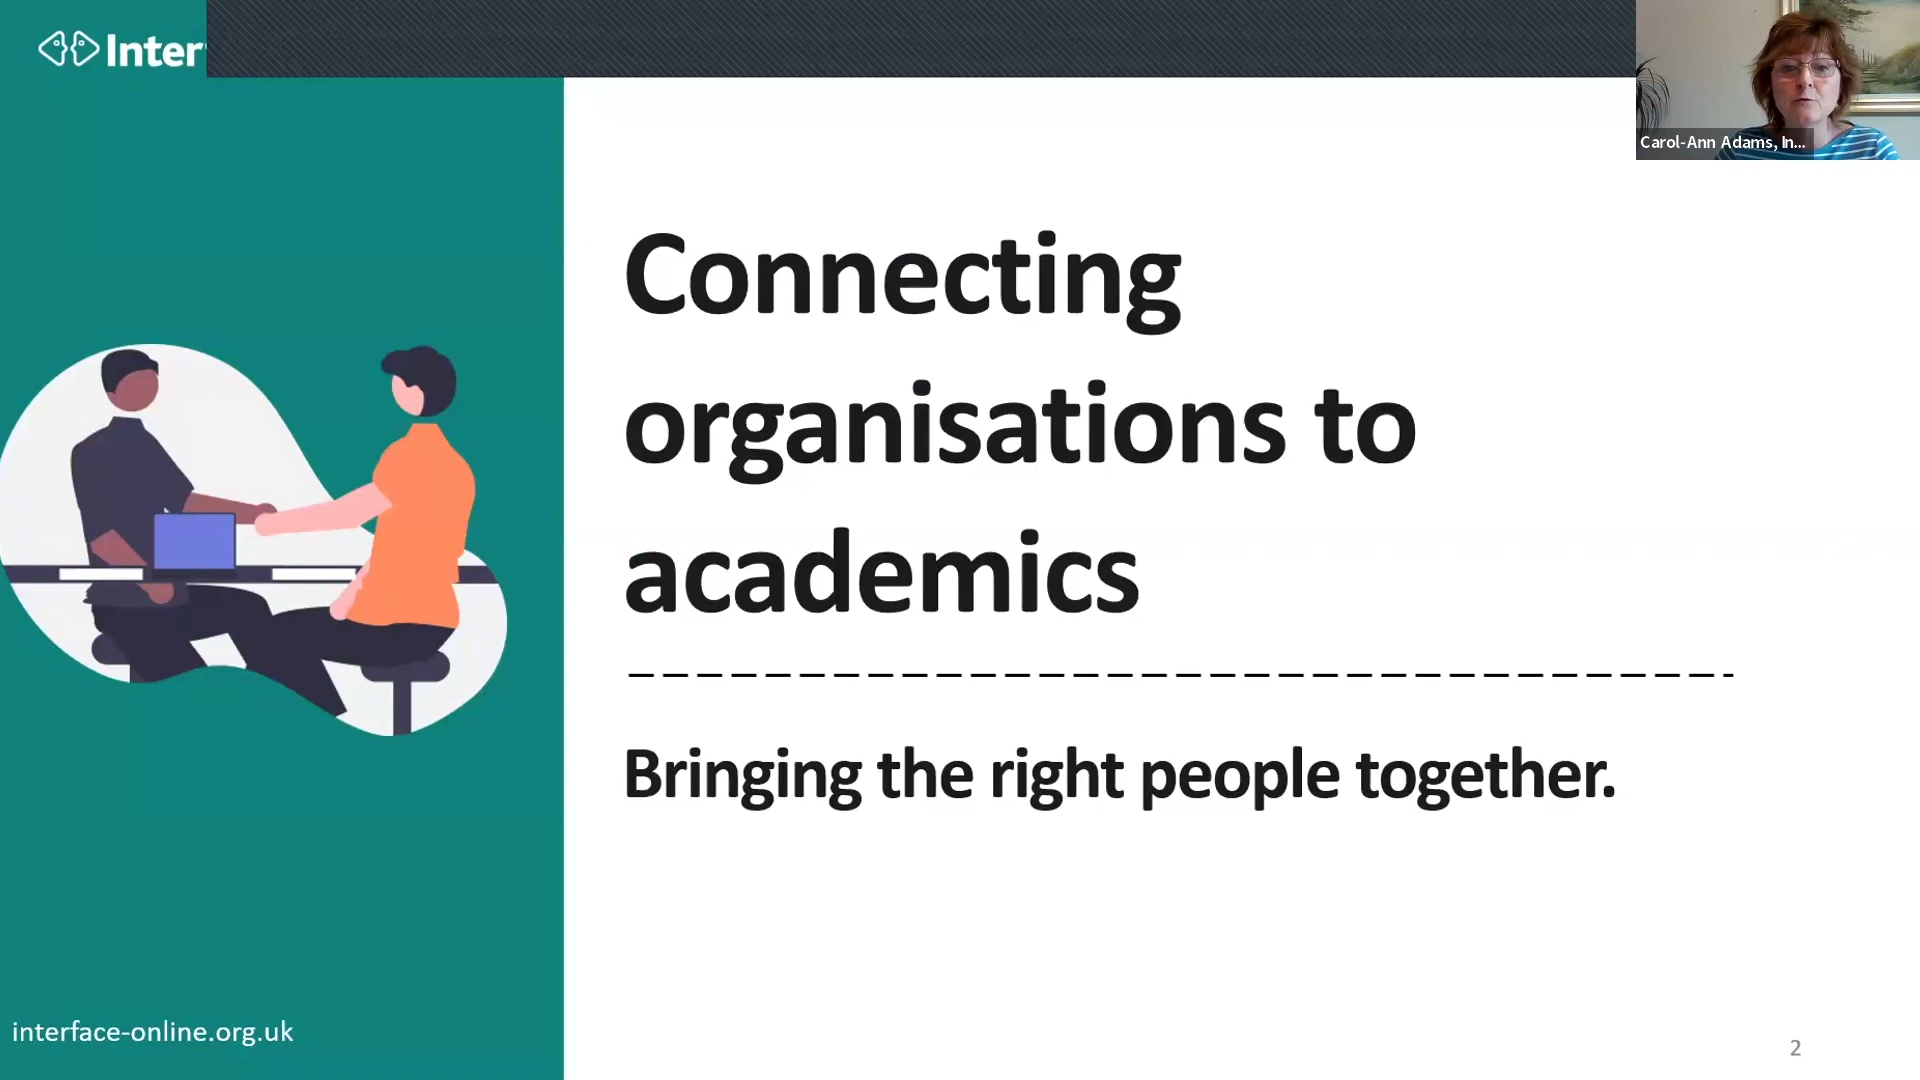 Inter
Carol-Ann Adams, In...
Connecting
organisations to
academics
Bringing the right people together.
interface-online.org.uk
2